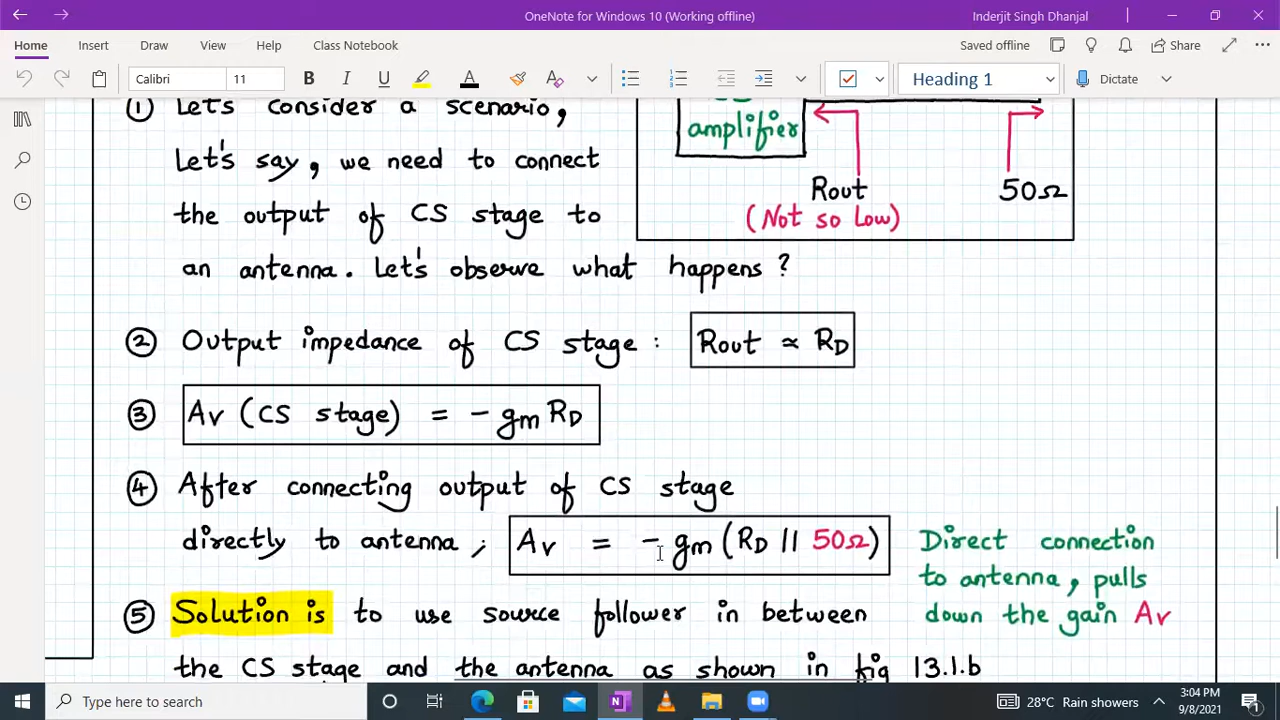 OneNote for Windows 10 (Working offline)
Inderjit Singh Dhanjal
Home Insert Draw View Help Class Notebook
Saved offline
Share
Calibri 11 B I U A Heading 1 Dictate
① Let's consider a scenario,
Let's say, we need to connect
the output of CS stage to
an antenna. Let's observe what happens ?
amplifier
Rout
(Not so Low)
50Ω
② Output impedance of CS stage : Rout ≈ RD
③ Av (CS stage) = - gm RD
④ After connecting output of CS stage
directly to antenna ; Av = - gm (RD || 50Ω)
Direct connection
to antenna, pulls
down the gain Av
⑤ Solution is to use source follower in between
the CS stage and the antenna as shown in fig 13.1.b
Type here to search
28°C Rain showers
3:04 PM
9/8/2021